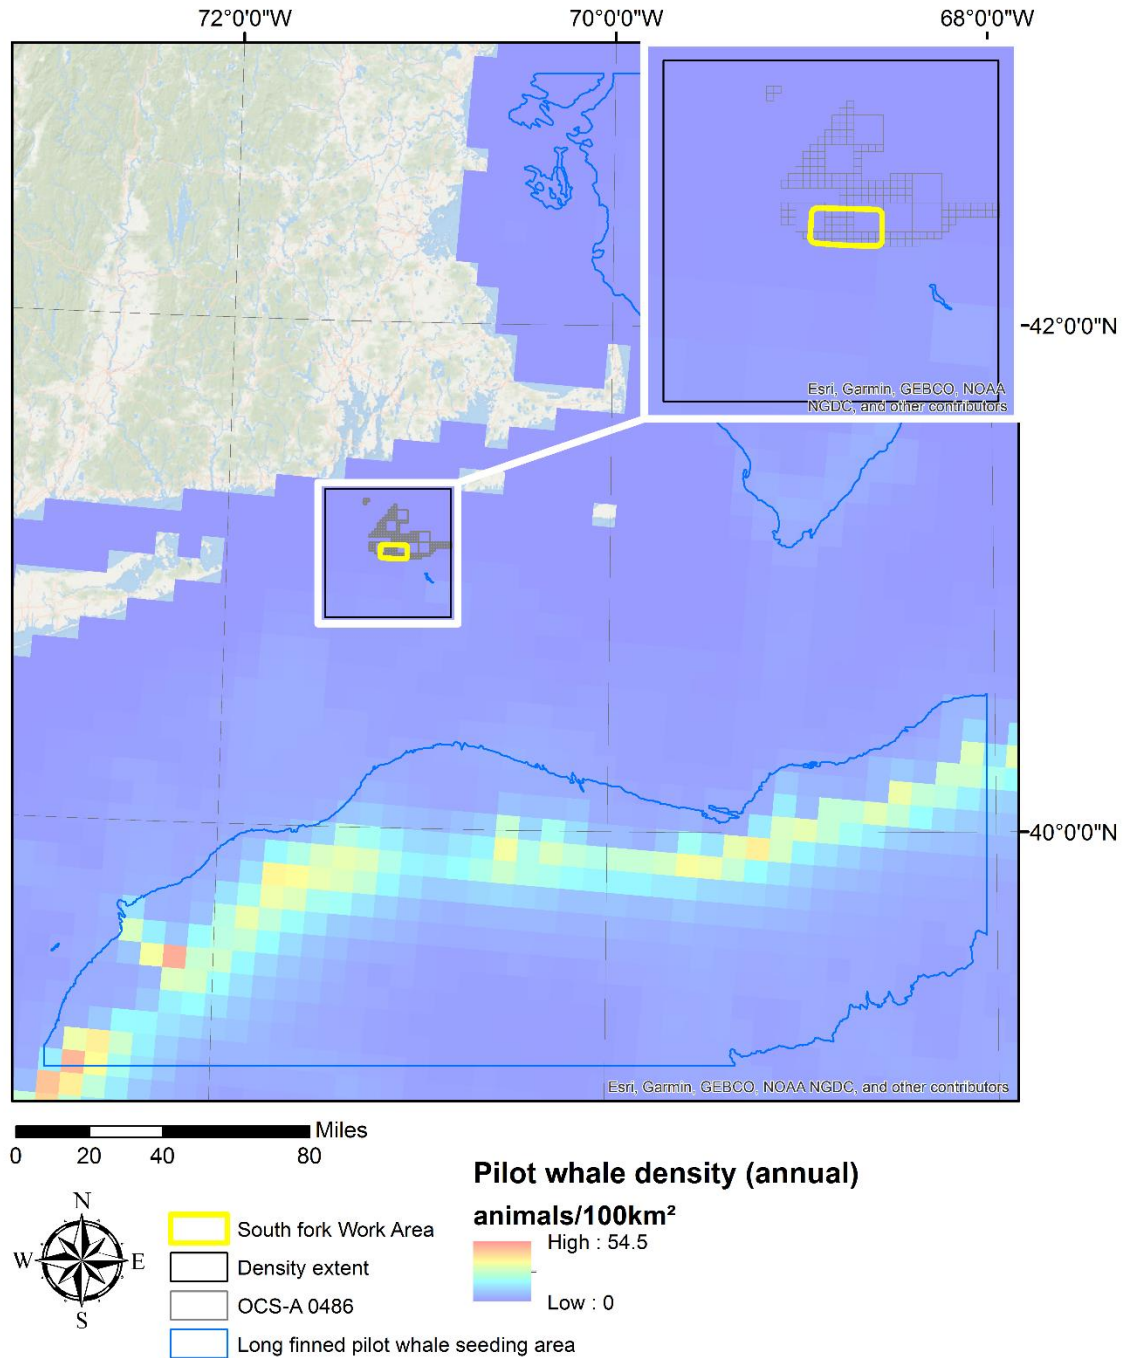 72°0'0"W
70°0'0"W
68°0'0"W
42°0'0"N
Esri, Garmin, GEBCO, NOAA
NGDC, and other contributors
40°0'0"N
Esri, Garmin, GEBCO, NOAA NGDC, and other contributors
Miles
0 20 40 80
Pilot whale density (annual)
animals/100km²
High : 54.5
Low : 0
N
W E
S
South fork Work Area
Density extent
OCS-A 0486
Long finned pilot whale seeding area